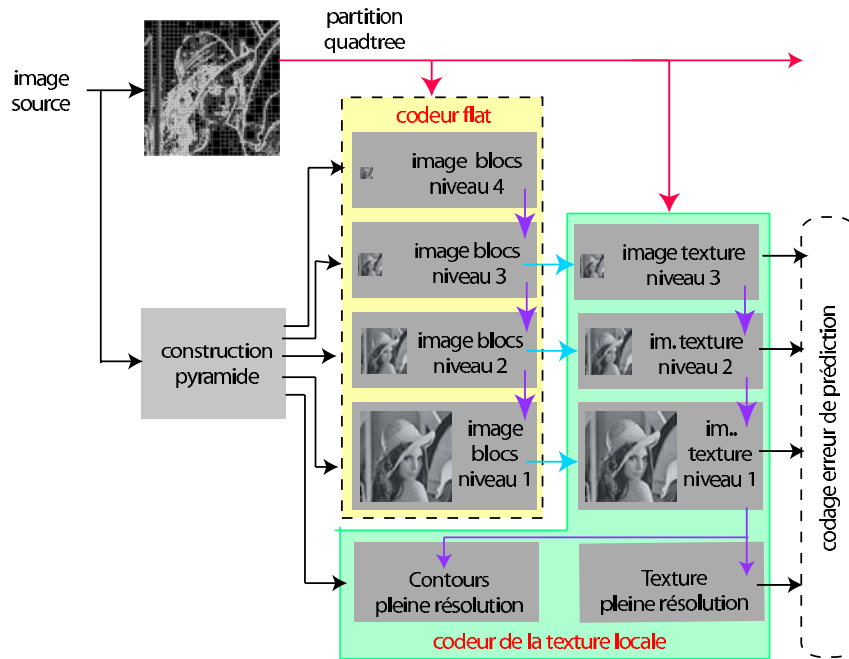 partition
quadtree
image
source
codeur flat
image blocs
niveau 4
image blocs
niveau 3
image texture
niveau 3
construction
pyramide
image blocs
niveau 2
im. texture
niveau 2
image
blocs
niveau 1
im..
texture
niveau 1
codage erreur de prédiction
Contours
pleine résolution
Texture
pleine résolution
codeur de la texture locale